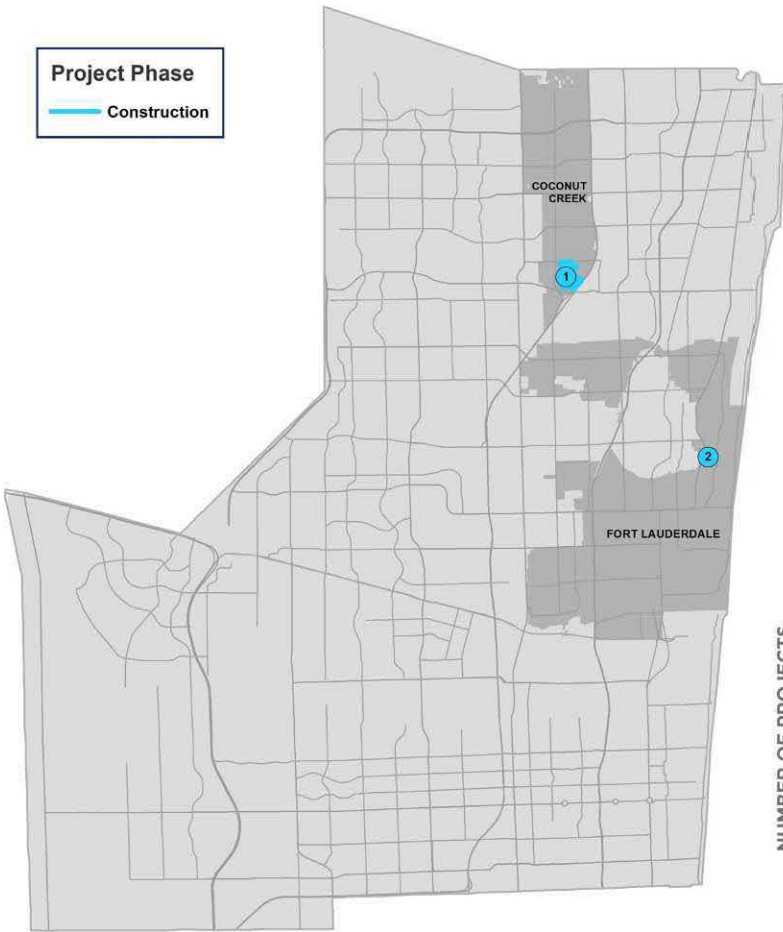 Project Phase
Construction
COCONUT
CREEK
1
2
FORT LAUDERDALE
NUMBER OF PROJECTS